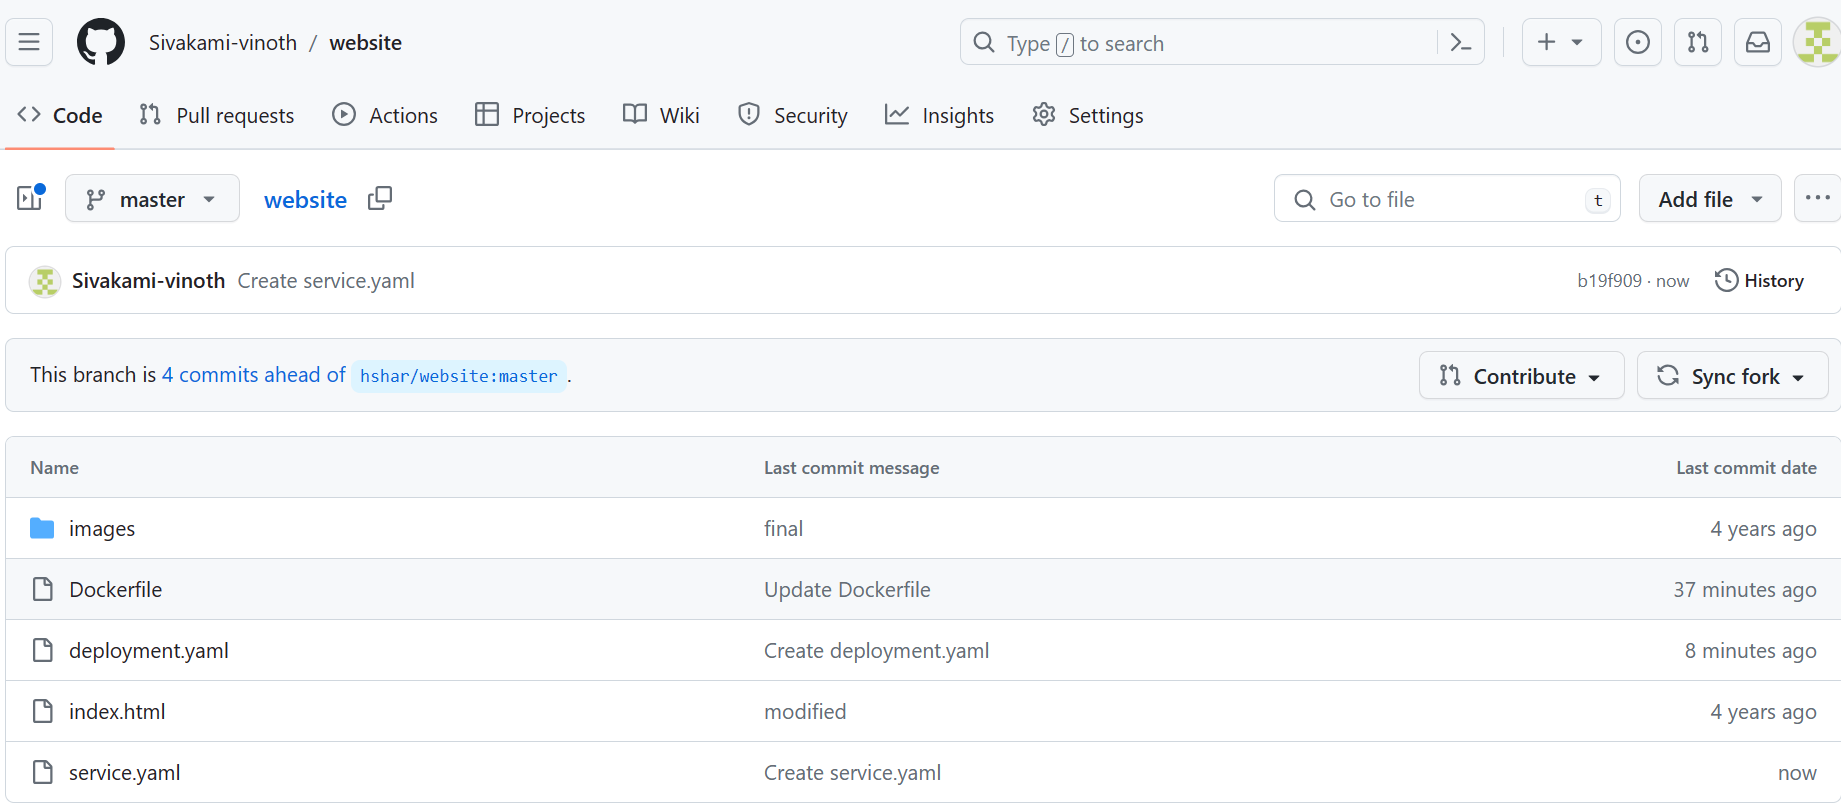 Sivakami-vinoth / website
Type / to search
Code Pull requests Actions Projects Wiki Security Insights Settings
master website Go to file t Add file
Sivakami-vinoth Create service.yaml b19f909 · now History
This branch is 4 commits ahead of hshar/website:master . Contribute Sync fork
Name Last commit message Last commit date
images final 4 years ago
Dockerfile Update Dockerfile 37 minutes ago
deployment.yaml Create deployment.yaml 8 minutes ago
index.html modified 4 years ago
service.yaml Create service.yaml now